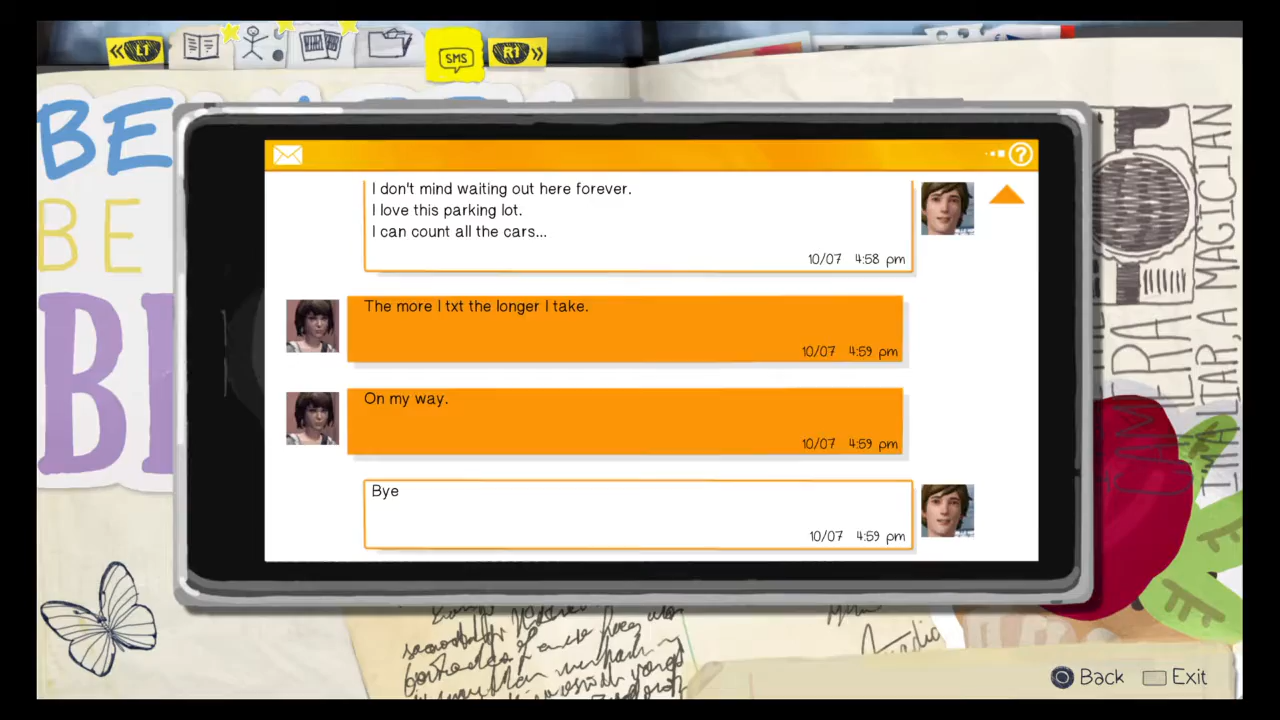 L1
SMS
R1
BE
BE
I don't mind waiting out here forever.
I love this parking lot.
I can count all the cars...
10/07 4:58 pm
The more I txt the longer I take.
10/07 4:59 pm
On my way.
10/07 4:59 pm
Bye
10/07 4:59 pm
CAMERA
LIAR, A MAGICIAN
Back
Exit